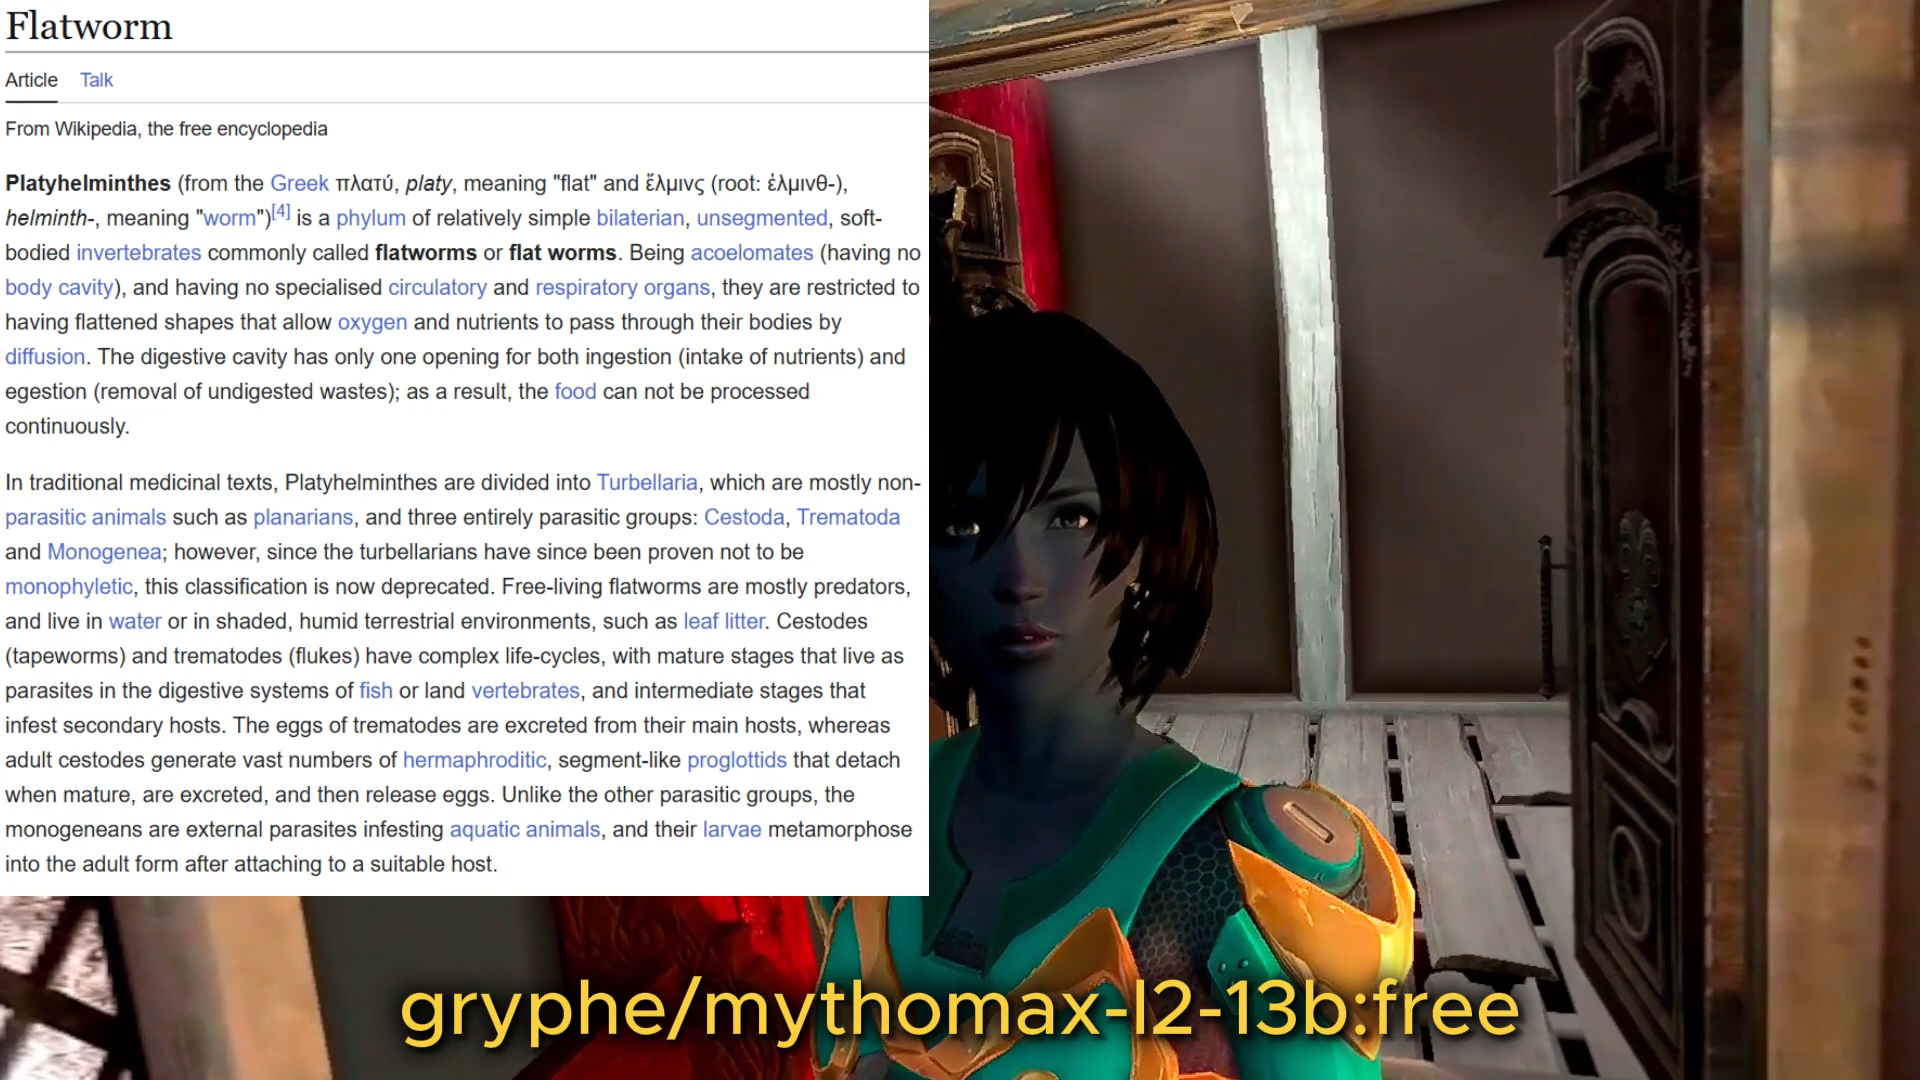 Flatworm
Article Talk
From Wikipedia, the free encyclopedia
Platyhelminthes (from the Greek πλατύ, platy, meaning "flat" and ἕλμινς (root: ἑλμινθ-),
helminth-, meaning "worm")[4] is a phylum of relatively simple bilaterian, unsegmented, soft-
bodied invertebrates commonly called flatworms or flat worms. Being acoelomates (having no
body cavity), and having no specialised circulatory and respiratory organs, they are restricted to
having flattened shapes that allow oxygen and nutrients to pass through their bodies by
diffusion. The digestive cavity has only one opening for both ingestion (intake of nutrients) and
egestion (removal of undigested wastes); as a result, the food can not be processed
continuously.
In traditional medicinal texts, Platyhelminthes are divided into Turbellaria, which are mostly non-
parasitic animals such as planarians, and three entirely parasitic groups: Cestoda, Trematoda
and Monogenea; however, since the turbellarians have since been proven not to be
monophyletic, this classification is now deprecated. Free-living flatworms are mostly predators,
and live in water or in shaded, humid terrestrial environments, such as leaf litter. Cestodes
(tapeworms) and trematodes (flukes) have complex life-cycles, with mature stages that live as
parasites in the digestive systems of fish or land vertebrates, and intermediate stages that
infest secondary hosts. The eggs of trematodes are excreted from their main hosts, whereas
adult cestodes generate vast numbers of hermaphroditic, segment-like proglottids that detach
when mature, are excreted, and then release eggs. Unlike the other parasitic groups, the
monogeneans are external parasites infesting aquatic animals, and their larvae metamorphose
into the adult form after attaching to a suitable host.
gryphe/mythomax-l2-13b:free